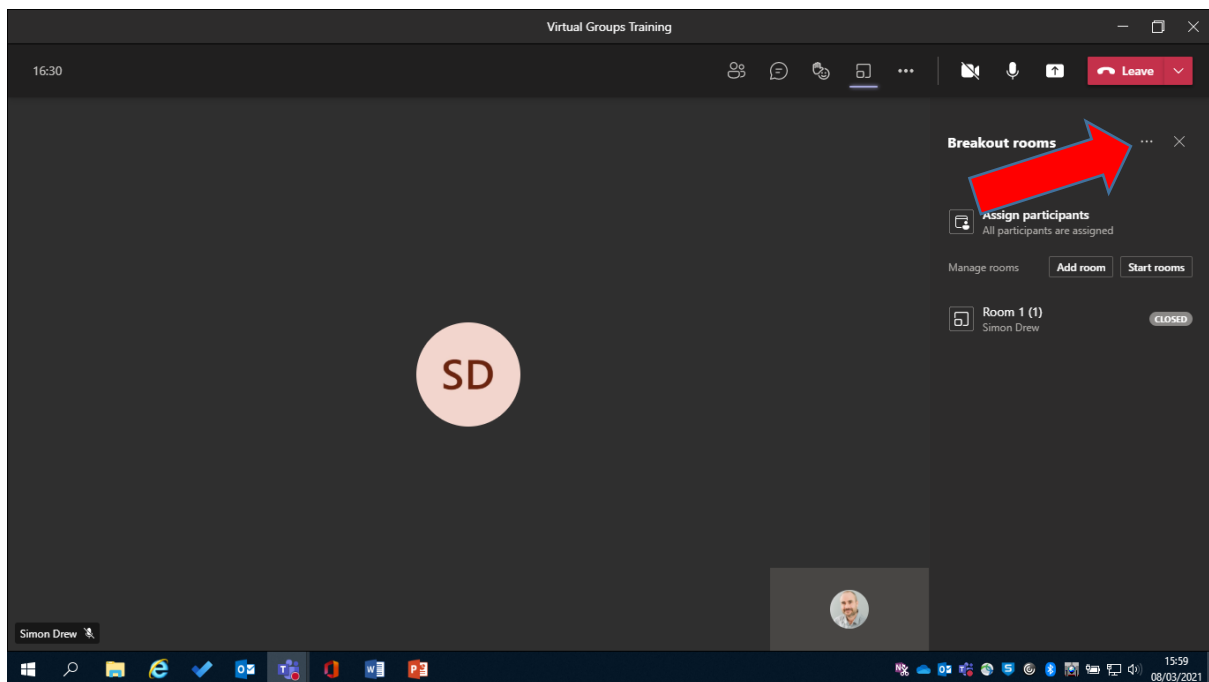 Virtual Groups Training
16:30
Leave
Breakout rooms
Assign participants
All participants are assigned
Manage rooms Add room Start rooms
Room 1 (1)
Simon Drew
CLOSED
SD
Simon Drew
15:59
08/03/2021